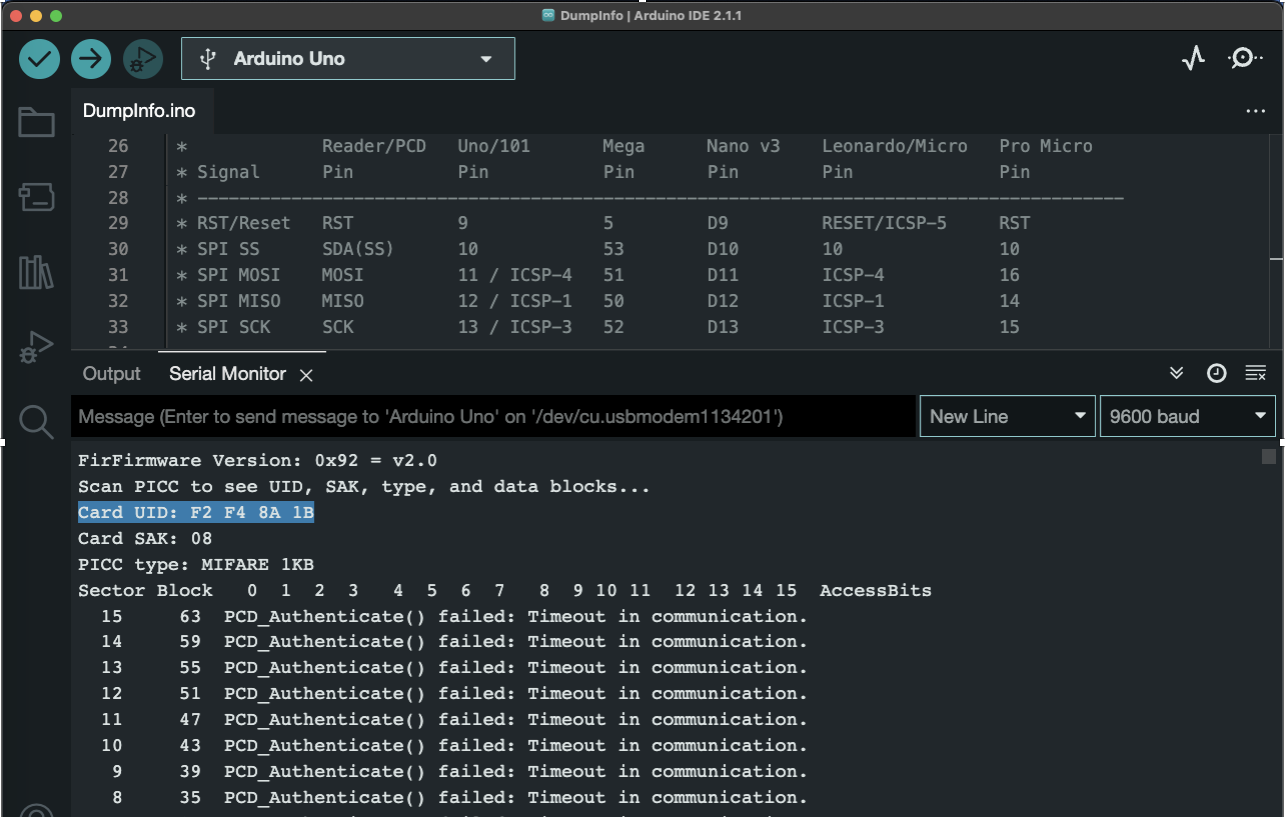 DumpInfo | Arduino IDE 2.1.1
Arduino Uno
DumpInfo.ino
26 * Reader/PCD Uno/101 Mega Nano v3 Leonardo/Micro Pro Micro
27 * Signal Pin Pin Pin Pin Pin Pin
28 * -----------------------------------------------------------------------------------------
29 * RST/Reset RST 9 5 D9 RESET/ICSP-5 RST
30 * SPI SS SDA(SS) 10 53 D10 10 10
31 * SPI MOSI MOSI 11 / ICSP-4 51 D11 ICSP-4 16
32 * SPI MISO MISO 12 / ICSP-1 50 D12 ICSP-1 14
33 * SPI SCK SCK 13 / ICSP-3 52 D13 ICSP-3 15
Output Serial Monitor
Message (Enter to send message to 'Arduino Uno' on '/dev/cu.usbmodem1134201') New Line 9600 baud
FirFirmware Version: 0x92 = v2.0
Scan PICC to see UID, SAK, type, and data blocks...
Card UID: F2 F4 8A 1B
Card SAK: 08
PICC type: MIFARE 1KB
Sector Block 0 1 2 3 4 5 6 7 8 9 10 11 12 13 14 15 AccessBits
15 63 PCD_Authenticate() failed: Timeout in communication.
14 59 PCD_Authenticate() failed: Timeout in communication.
13 55 PCD_Authenticate() failed: Timeout in communication.
12 51 PCD_Authenticate() failed: Timeout in communication.
11 47 PCD_Authenticate() failed: Timeout in communication.
10 43 PCD_Authenticate() failed: Timeout in communication.
9 39 PCD_Authenticate() failed: Timeout in communication.
8 35 PCD_Authenticate() failed: Timeout in communication.